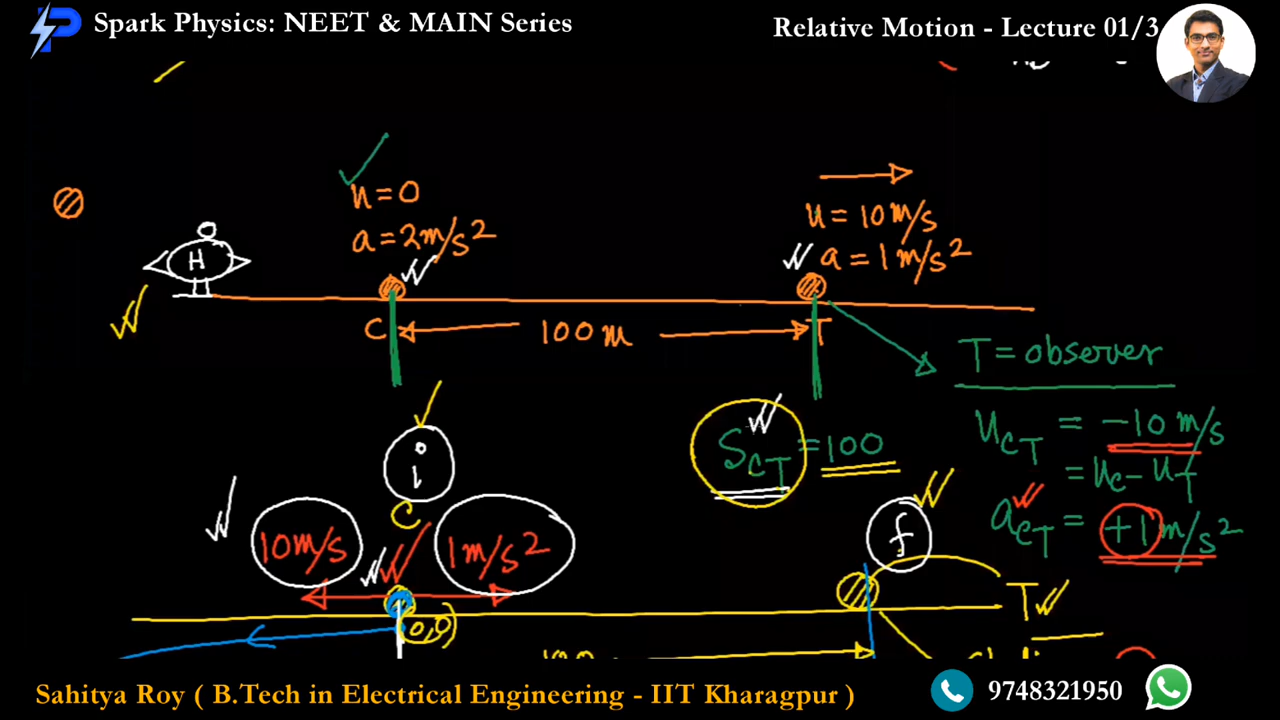 Spark Physics: NEET & MAIN Series
Relative Motion - Lecture 01/3
u=0
a=2m/s²
u = 10m/s
a = 1m/s²
H
C
100m
T
T = observer
i
S_CT = 100
u_CT = -10 m/s
= u_c - u_T
a_CT = +1 m/s²
C
f
10m/s
1m/s²
T
(0,0)
Sahitya Roy ( B.Tech in Electrical Engineering - IIT Kharagpur )
9748321950